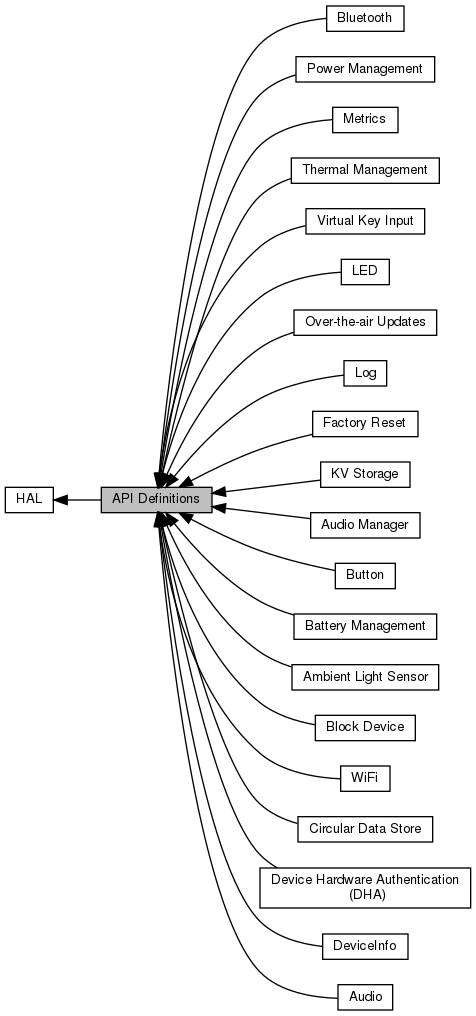 Bluetooth
Power Management
Metrics
Thermal Management
Virtual Key Input
LED
Over-the-air Updates
Log
Factory Reset
KV Storage
HAL
API Definitions
Audio Manager
Button
Battery Management
Ambient Light Sensor
Block Device
WiFi
Circular Data Store
Device Hardware Authentication
(DHA)
DeviceInfo
Audio